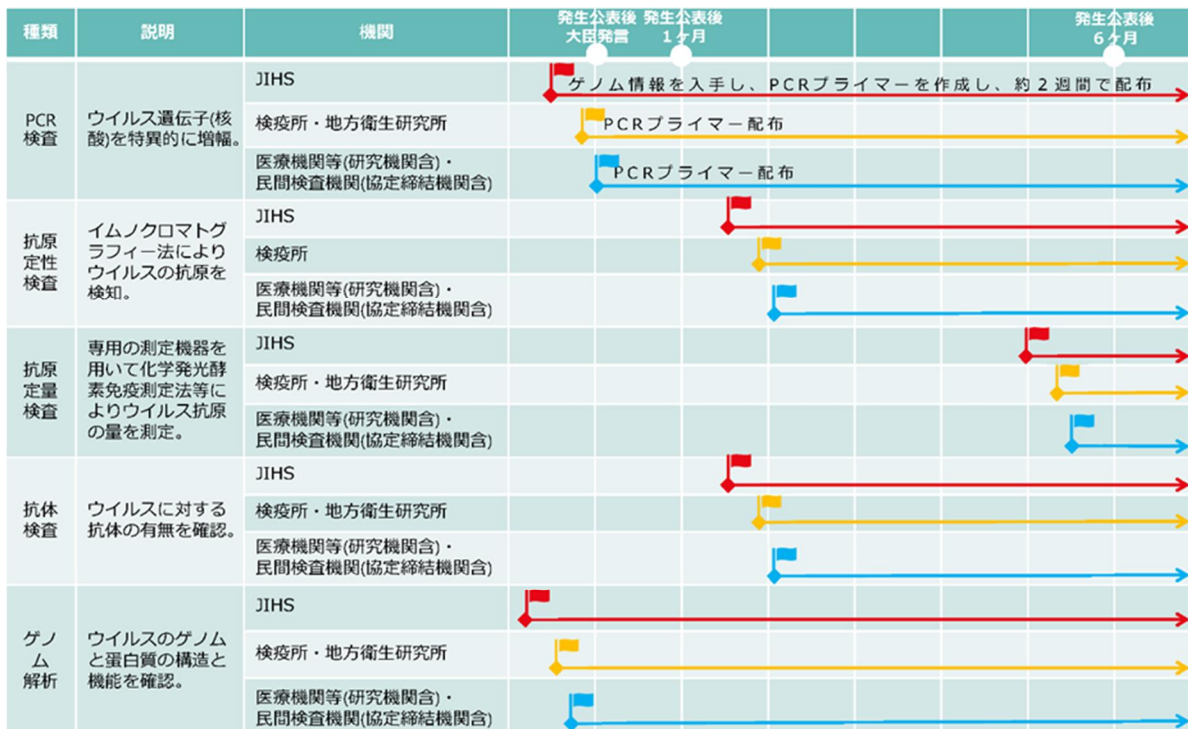 種類
説明
機関
発生公表後
大臣発言
発生公表後
1ヶ月
発生公表後
6ヶ月
PCR
検査
ウイルス遺伝子(核
酸)を特異的に増幅。
JIHS
ゲノム情報を入手し、PCRプライマーを作成し、約2週間で配布
検疫所・地方衛生研究所
PCRプライマー配布
医療機関等(研究機関含)・
民間検査機関(協定締結機関含)
PCRプライマー配布
抗原
定性
検査
イムノクロマトグ
ラフィー法により
ウイルスの抗原を
検知。
JIHS
検疫所
医療機関等(研究機関含)・
民間検査機関(協定締結機関含)
抗原
定量
検査
専用の測定機器を
用いて化学発光酵
素免疫測定法等に
よりウイルス抗原
の量を測定。
JIHS
検疫所・地方衛生研究所
医療機関等(研究機関含)・
民間検査機関(協定締結機関含)
抗体
検査
ウイルスに対する
抗体の有無を確認。
JIHS
検疫所・地方衛生研究所
医療機関等(研究機関含)・
民間検査機関(協定締結機関含)
ゲノ
ム
解析
ウイルスのゲノム
と蛋白質の構造と
機能を確認。
JIHS
検疫所・地方衛生研究所
医療機関等(研究機関含)・
民間検査機関(協定締結機関含)